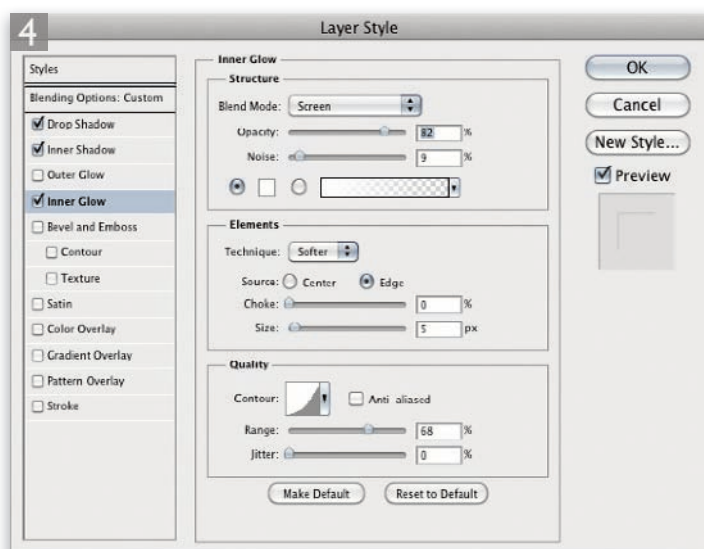 4
Layer Style
Styles
Blending Options: Custom
Drop Shadow
Inner Shadow
Outer Glow
Inner Glow
Bevel and Emboss
Contour
Texture
Satin
Color Overlay
Gradient Overlay
Pattern Overlay
Stroke
Inner Glow
Structure
Blend Mode: Screen
Opacity: 82 %
Noise: 9 %
Elements
Technique: Softer
Source: Center Edge
Choke: 0 %
Size: 5 px
Quality
Contour: Anti-aliased
Range: 68 %
Jitter: 0 %
Make Default Reset to Default
OK
Cancel
New Style...
Preview